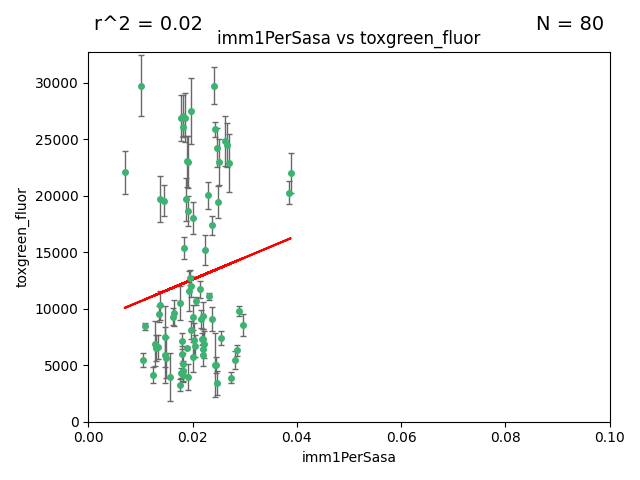 r^2 = 0.02
N = 80
imm1PerSasa vs toxgreen_fluor
30000
25000
20000
15000
10000
5000
0
toxgreen_fluor
0.00 0.02 0.04 0.06 0.08 0.10
imm1PerSasa